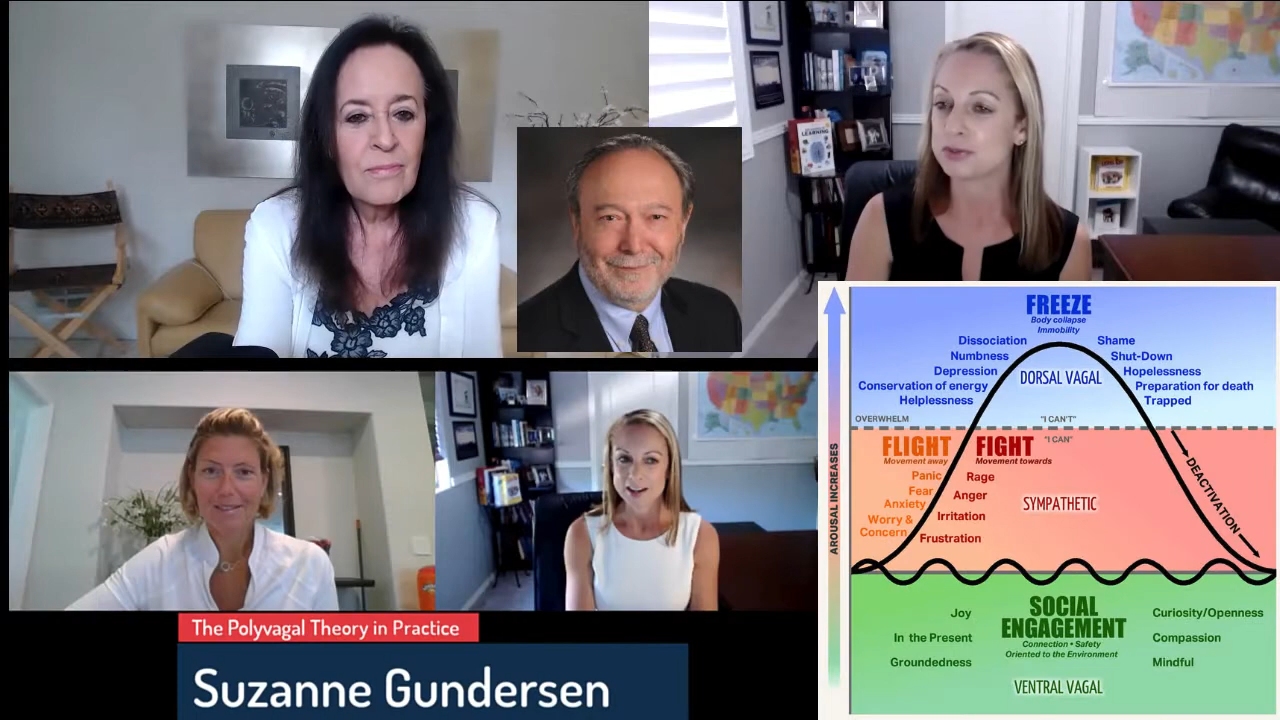 LEARNING
The Polyvagal Theory in Practice
Suzanne Gundersen
AROUSAL INCREASES
FREEZE
Body collapse
Immobility
Dissociation
Shame
Numbness
Shut-Down
Depression
DORSAL VAGAL
Hopelessness
Conservation of energy
Preparation for death
Helplessness
Trapped
OVERWHELM
"I CAN'T"
FLIGHT
FIGHT
"I CAN"
Movement away
Movement towards
Panic
Rage
Fear
Anger
Anxiety
SYMPATHETIC
DEACTIVATION
Irritation
Worry &
Concern
Frustration
SOCIAL
ENGAGEMENT
Connection • Safety
Oriented to the Environment
Joy
Curiosity/Openness
In the Present
Compassion
Groundedness
Mindful
VENTRAL VAGAL